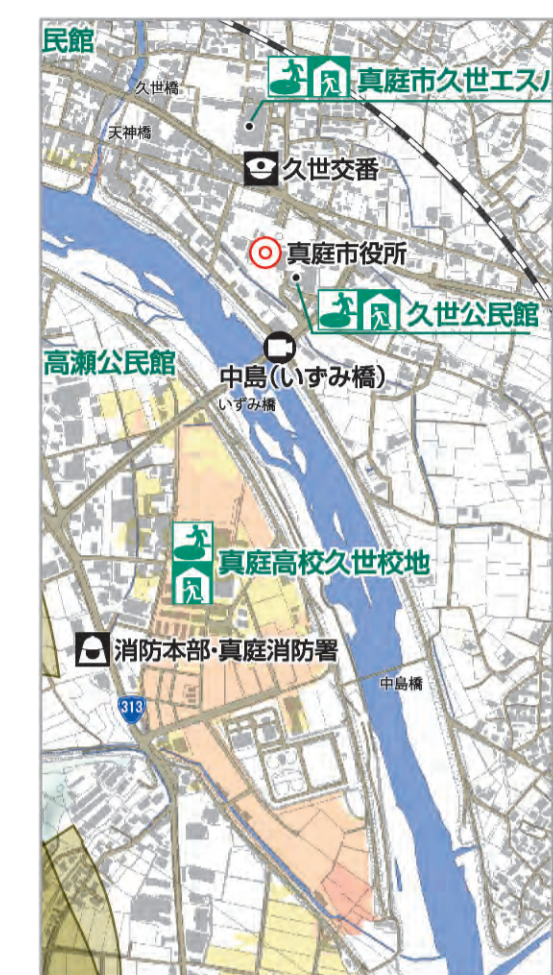 民館
久世橋
真庭市久世エスパ
天神橋
久世交番
真庭市役所
久世公民館
高瀬公民館
中島（いずみ橋）
いずみ橋
真庭高校久世校地
消防本部・真庭消防署
中島橋
313